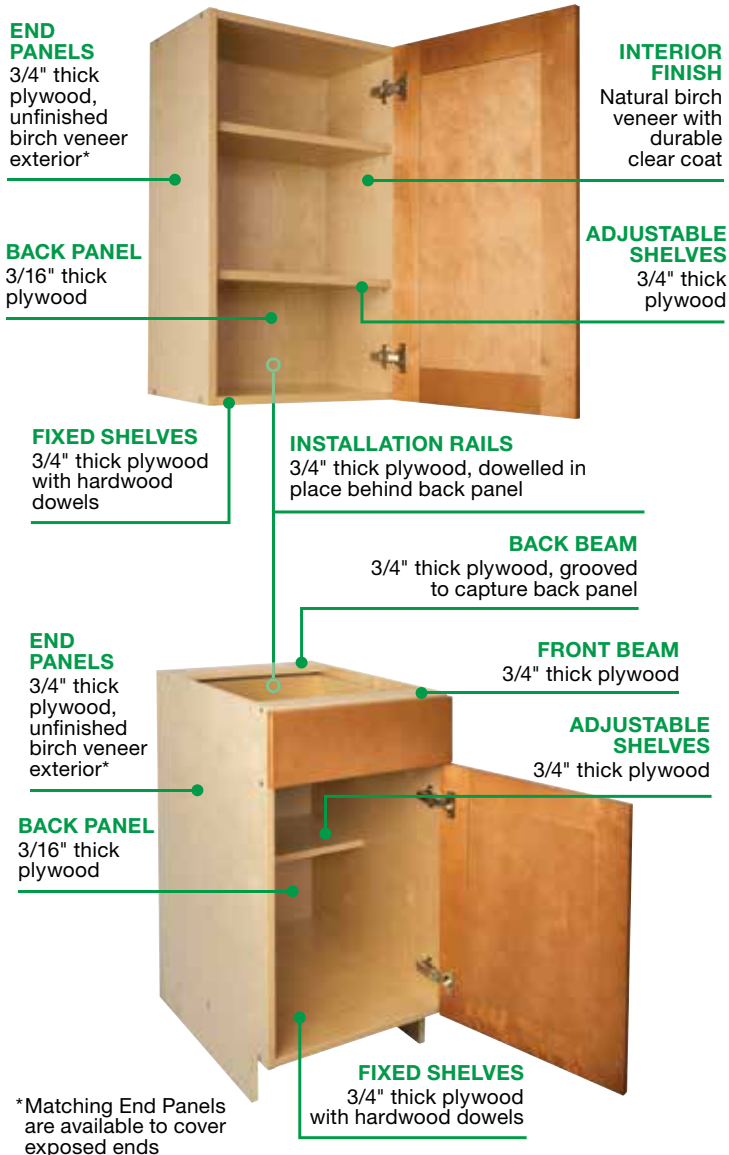 END
PANELS
3/4" thick
plywood,
unfinished
birch veneer
exterior*
INTERIOR
FINISH
Natural birch
veneer with
durable
clear coat
BACK PANEL
3/16" thick
plywood
ADJUSTABLE
SHELVES
3/4" thick
plywood
FIXED SHELVES
3/4" thick plywood
with hardwood
dowels
INSTALLATION RAILS
3/4" thick plywood, dowelled in
place behind back panel
BACK BEAM
3/4" thick plywood, grooved
to capture back panel
END
PANELS
3/4" thick
plywood,
unfinished
birch veneer
exterior*
FRONT BEAM
3/4" thick plywood
ADJUSTABLE
SHELVES
3/4" thick plywood
BACK PANEL
3/16" thick
plywood
FIXED SHELVES
3/4" thick plywood
with hardwood dowels
*Matching End Panels
are available to cover
exposed ends